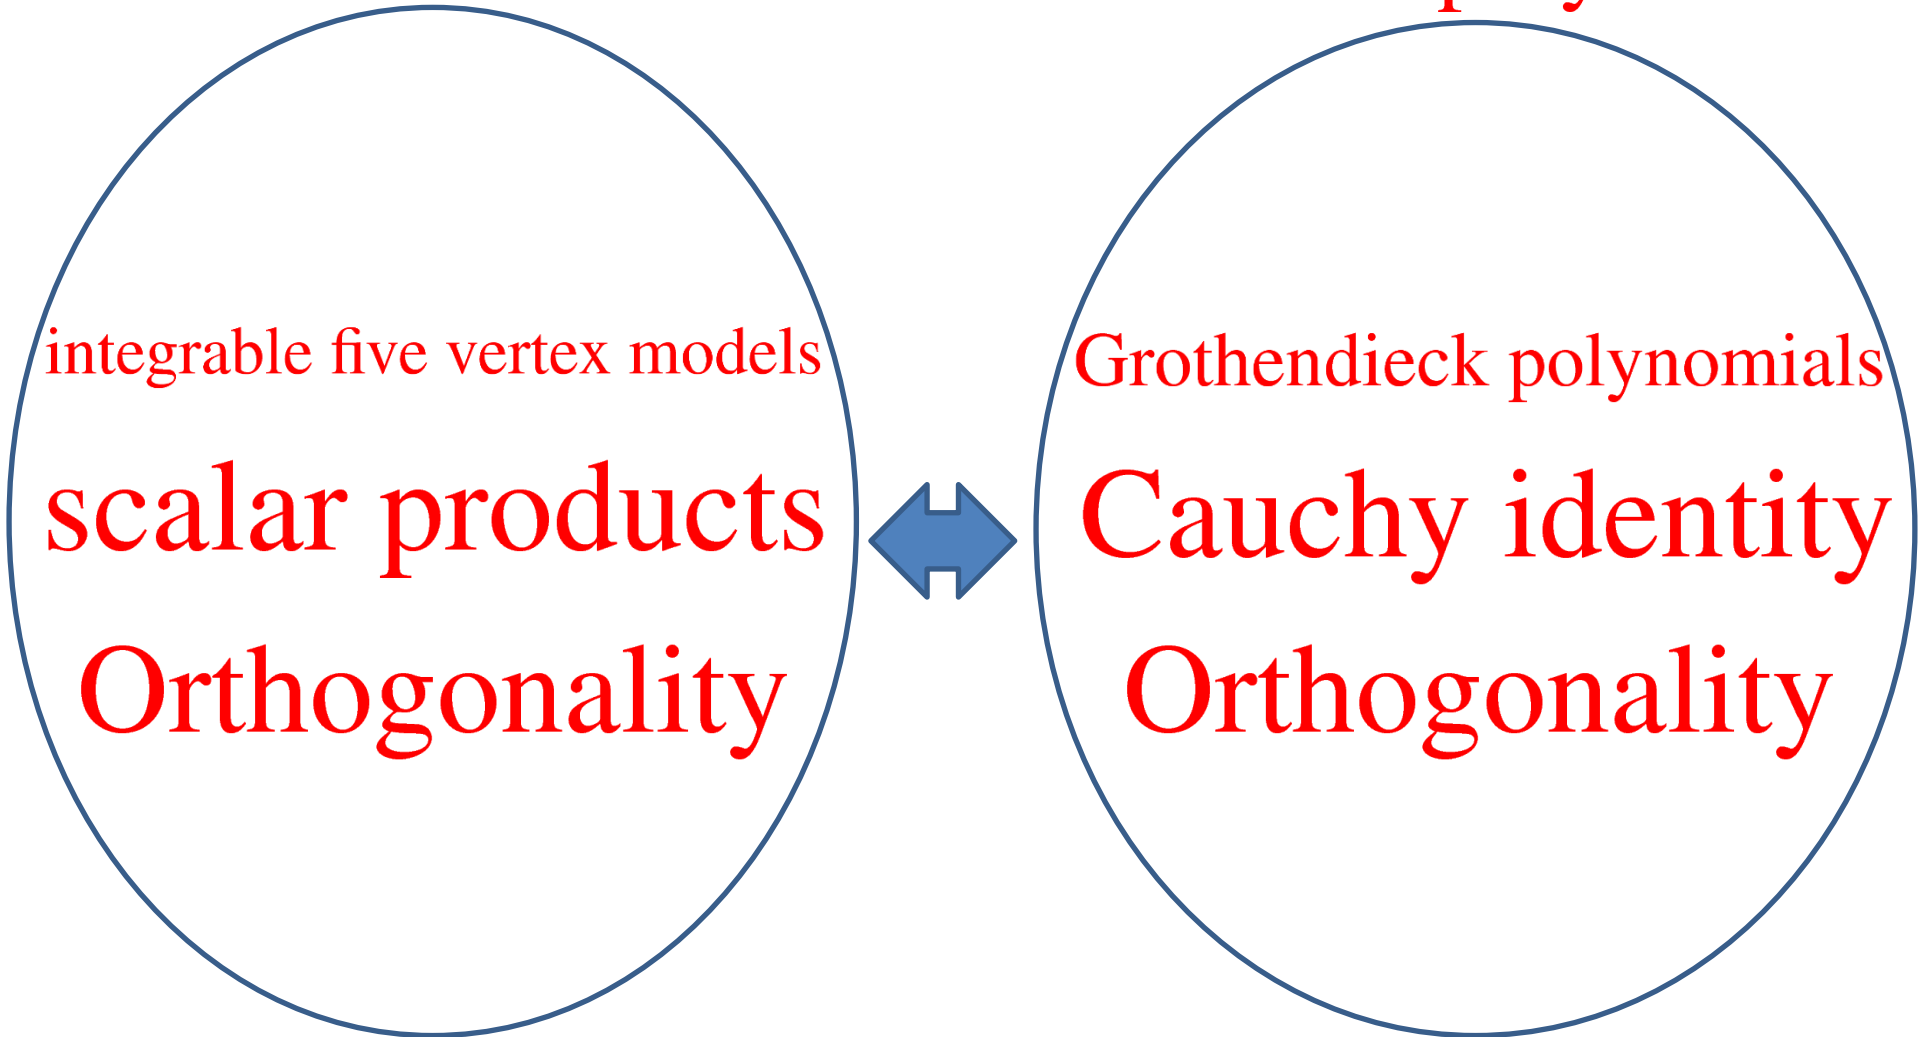 integrable five vertex models
scalar products
Orthogonality
Grothendieck polynomials
Cauchy identity
Orthogonality